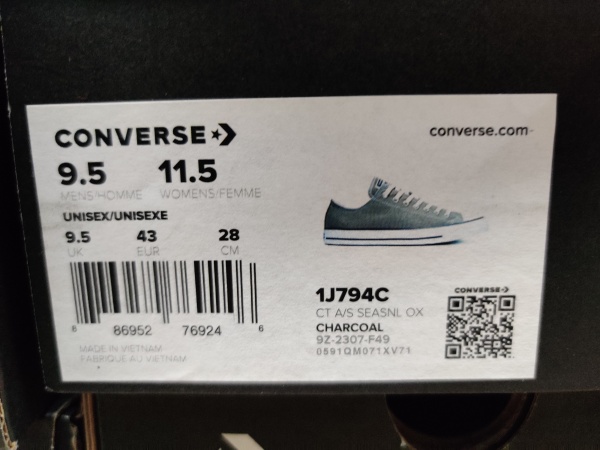 CONVERSE
converse.com
9.5 11.5
MENS/HOMME WOMENS/FEMME
UNISEX/UNISEXE
9.5 43 28
UK EUR CM
6 86952 76924 6
MADE IN VIETNAM
FABRIQUÉ AU VIETNAM
1J794C
CT A/S SEASNL OX
CHARCOAL
9Z-2307-F49
0591QM071XV71
CONVERSE